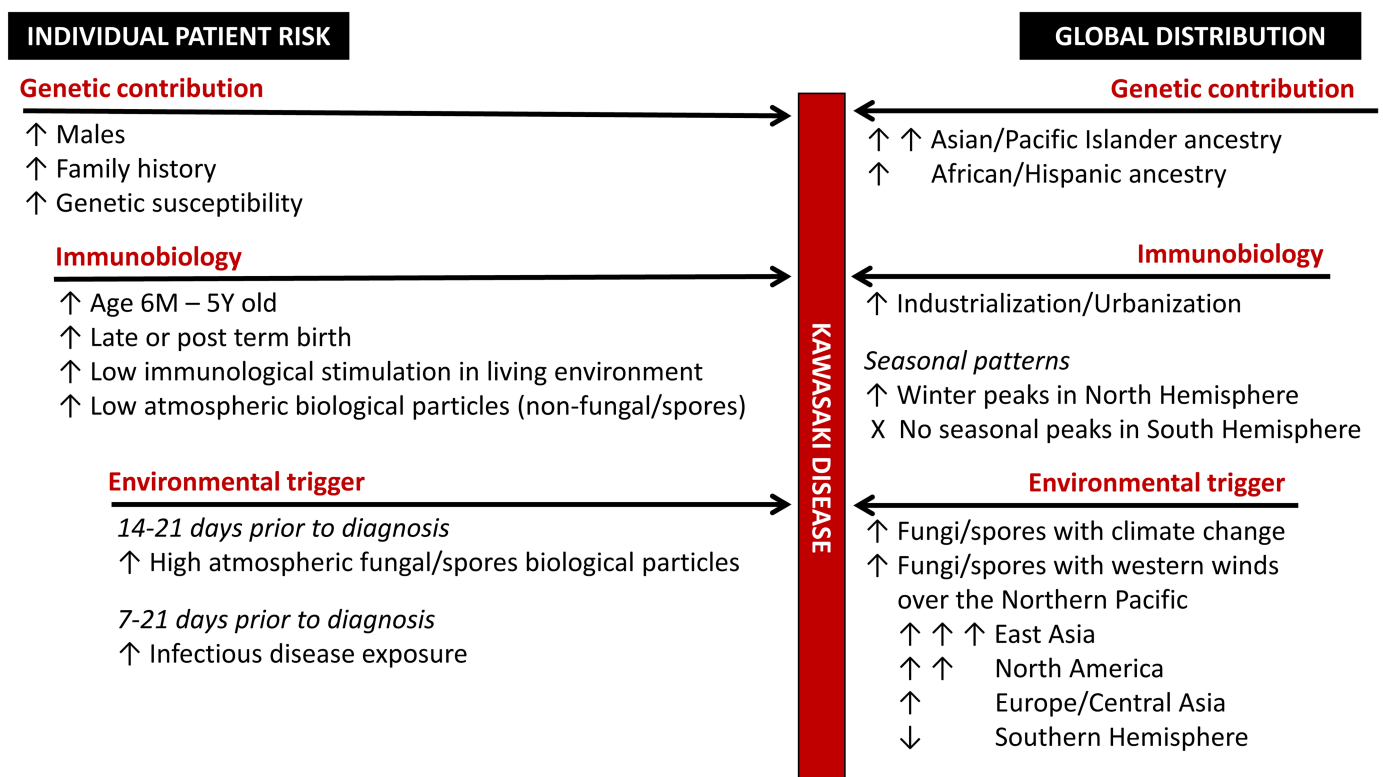 INDIVIDUAL PATIENT RISK
Genetic contribution
↑ Males
↑ Family history
↑ Genetic susceptibility
Immunobiology
↑ Age 6M – 5Y old
↑ Late or post term birth
↑ Low immunological stimulation in living environment
↑ Low atmospheric biological particles (non-fungal/spores)
Environmental trigger
14-21 days prior to diagnosis
↑ High atmospheric fungal/spores biological particles
7-21 days prior to diagnosis
↑ Infectious disease exposure
KAWASAKI DISEASE
GLOBAL DISTRIBUTION
Genetic contribution
↑ ↑ Asian/Pacific Islander ancestry
↑ African/Hispanic ancestry
Immunobiology
↑ Industrialization/Urbanization
Seasonal patterns
↑ Winter peaks in North Hemisphere
X No seasonal peaks in South Hemisphere
Environmental trigger
↑ Fungi/spores with climate change
↑ Fungi/spores with western winds
over the Northern Pacific
↑ ↑ ↑ East Asia
↑ ↑ North America
↑ Europe/Central Asia
↓ Southern Hemisphere